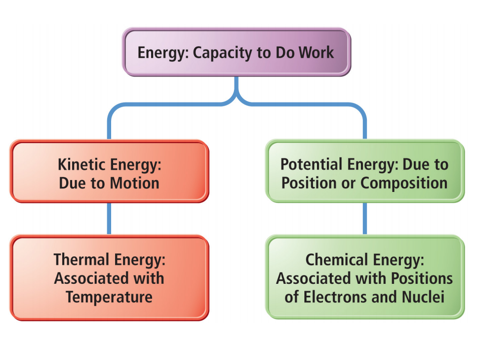 Energy: Capacity to Do Work
Kinetic Energy:
Due to Motion
Potential Energy: Due to
Position or Composition
Thermal Energy:
Associated with
Temperature
Chemical Energy:
Associated with Positions
of Electrons and Nuclei